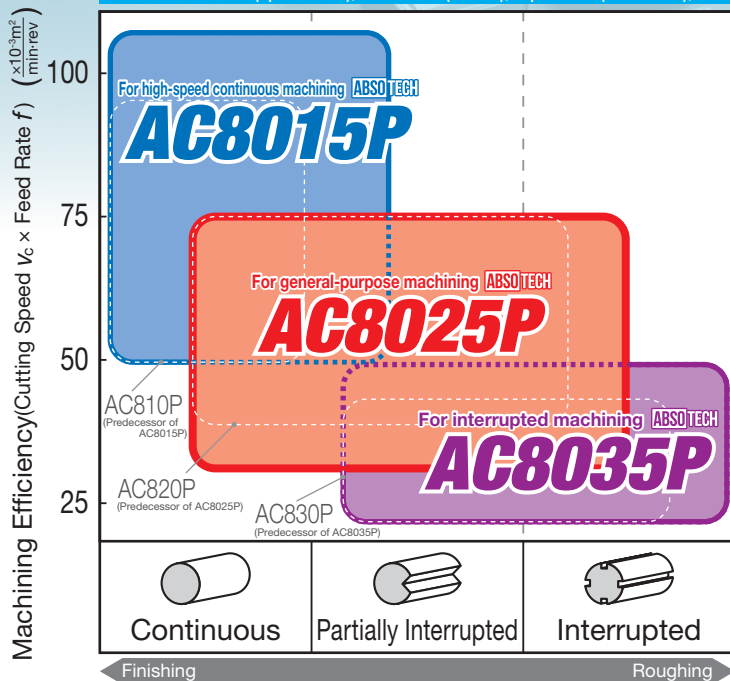 Machining Efficiency(Cutting Speed vc × Feed Rate f) (×10⁻³m²/min·rev)
100
75
50
25
For high-speed continuous machining ABSOTECH
AC8015P
For general-purpose machining ABSOTECH
AC8025P
For interrupted machining ABSOTECH
AC8035P
AC810P
(Predecessor of
AC8015P)
AC820P
(Predecessor of AC8025P)
AC830P
(Predecessor of AC8035P)
Continuous
Partially Interrupted
Interrupted
Finishing
Roughing